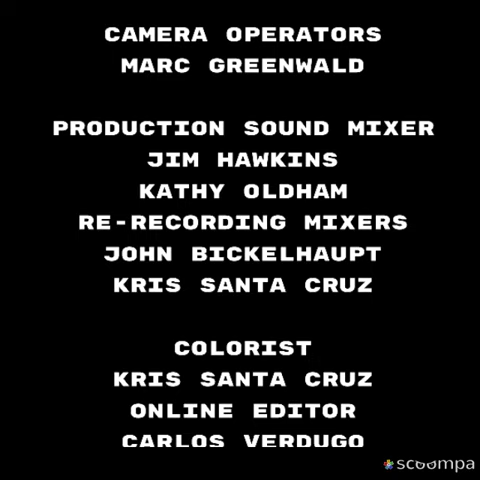 CAMERA OPERATORS
MARC GREENWALD
PRODUCTION SOUND MIXER
JIM HAWKINS
KATHY OLDHAM
RE-RECORDING MIXERS
JOHN BICKELHAUPT
KRIS SANTA CRUZ
COLORIST
KRIS SANTA CRUZ
ONLINE EDITOR
CARLOS VERDUGO
scoompa